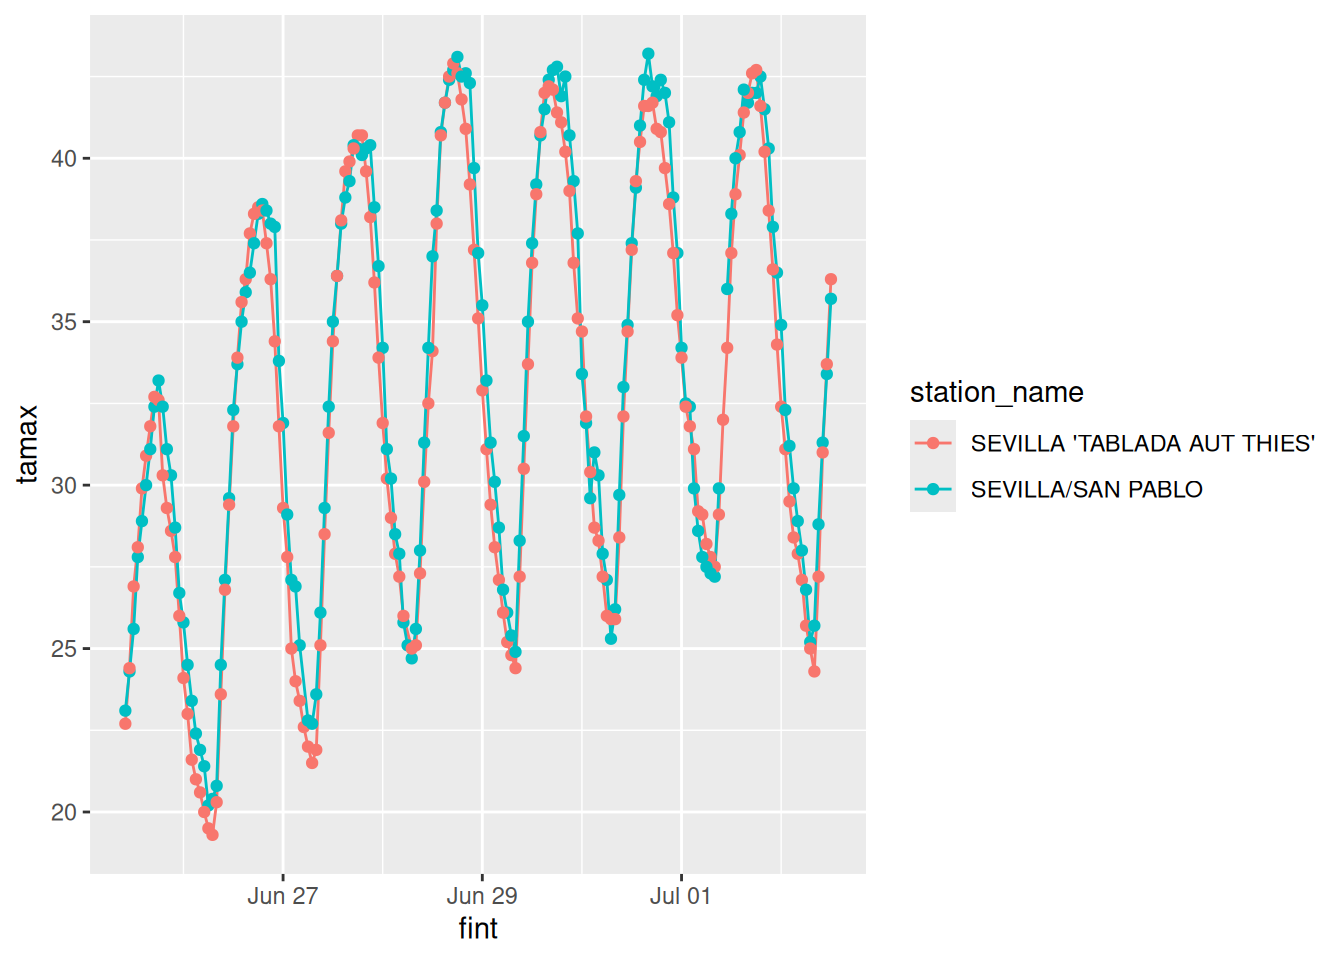 tamax
40
35
30
25
20
Jun 27
Jun 29
Jul 01
fint
station_name
SEVILLA 'TABLADA AUT THIES'
SEVILLA/SAN PABLO